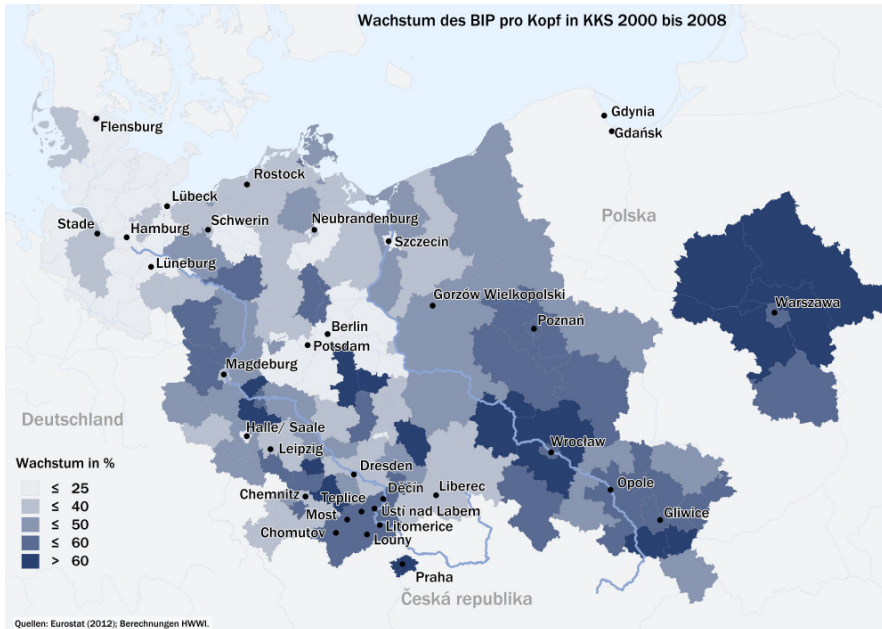 Wachstum des BIP pro Kopf in KKS 2000 bis 2008
Gdynia
Flensburg
Gdańsk
Rostock
Lübeck
Polska
Stade
Hamburg
Schwerin
Neubrandenburg
Szczecin
Lüneburg
Gorzów Wielkopolski
Warszawa
Berlin
Poznań
Potsdam
Magdeburg
Deutschland
Halle/ Saale
Leipzig
Wrocław
Wachstum in %
Dresden
Opole
≤ 25
Chemnitz
Teplice
Děčín
Liberec
≤ 40
Most
Ústí nad Labem
Gliwice
≤ 50
Chomutov
Litomerice
≤ 60
Louny
> 60
Praha
Česká republika
Quellen: Eurostat (2012); Berechnungen HWWI.